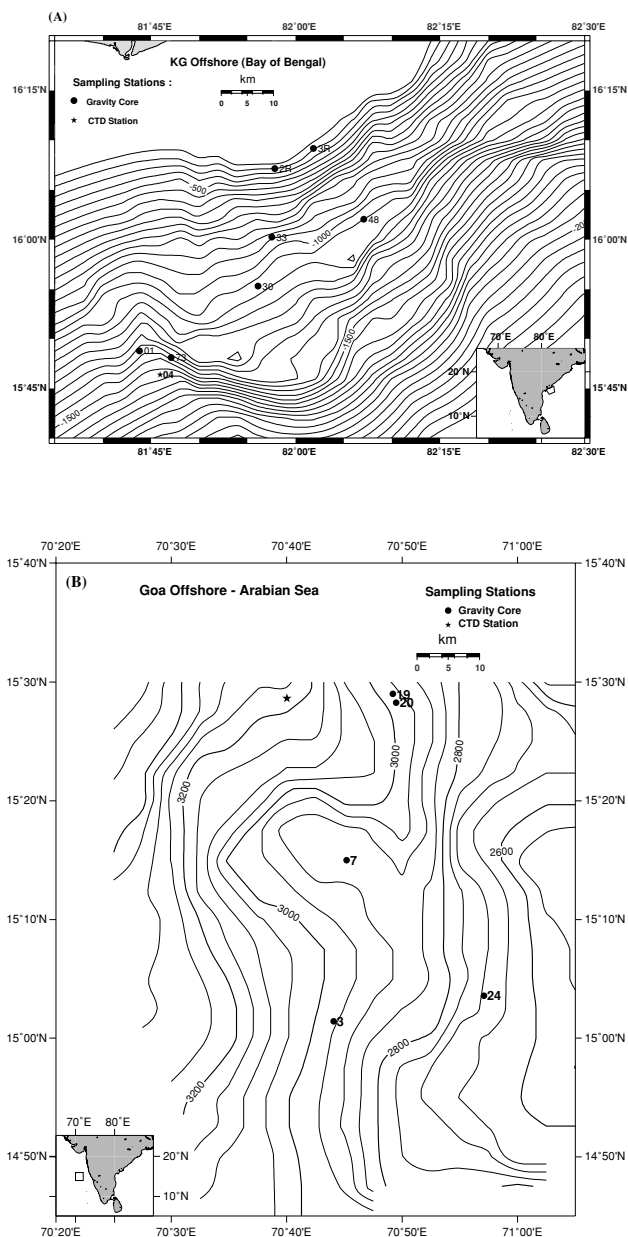 (A)
81˚45'E 82˚00'E 82˚15'E 82˚30'E
KG Offshore (Bay of Bengal)
km
0 5 10
Sampling Stations :
Gravity Core
CTD Station
16˚15'N 16˚15'N
3R
2R
-500
48
33
-1000
-20
16˚00'N 16˚00'N
30
-1500
01
73
04
70˚E 80˚E
20˚N
10˚N
15˚45'N 15˚45'N
-1500
81˚45'E 82˚00'E 82˚15'E 82˚30'E
70˚20'E 70˚30'E 70˚40'E 70˚50'E 71˚00'E
15˚40'N 15˚40'N
(B)
Goa Offshore - Arabian Sea
Sampling Stations
Gravity Core
CTD Station
km
0 5 10
15˚30'N 15˚30'N
19
20
3000
2800
3200
15˚20'N 15˚20'N
2600
7
3000
15˚10'N 15˚10'N
24
3
15˚00'N 15˚00'N
2800
3200
70˚E 80˚E
20˚N
10˚N
14˚50'N 14˚50'N
70˚20'E 70˚30'E 70˚40'E 70˚50'E 71˚00'E